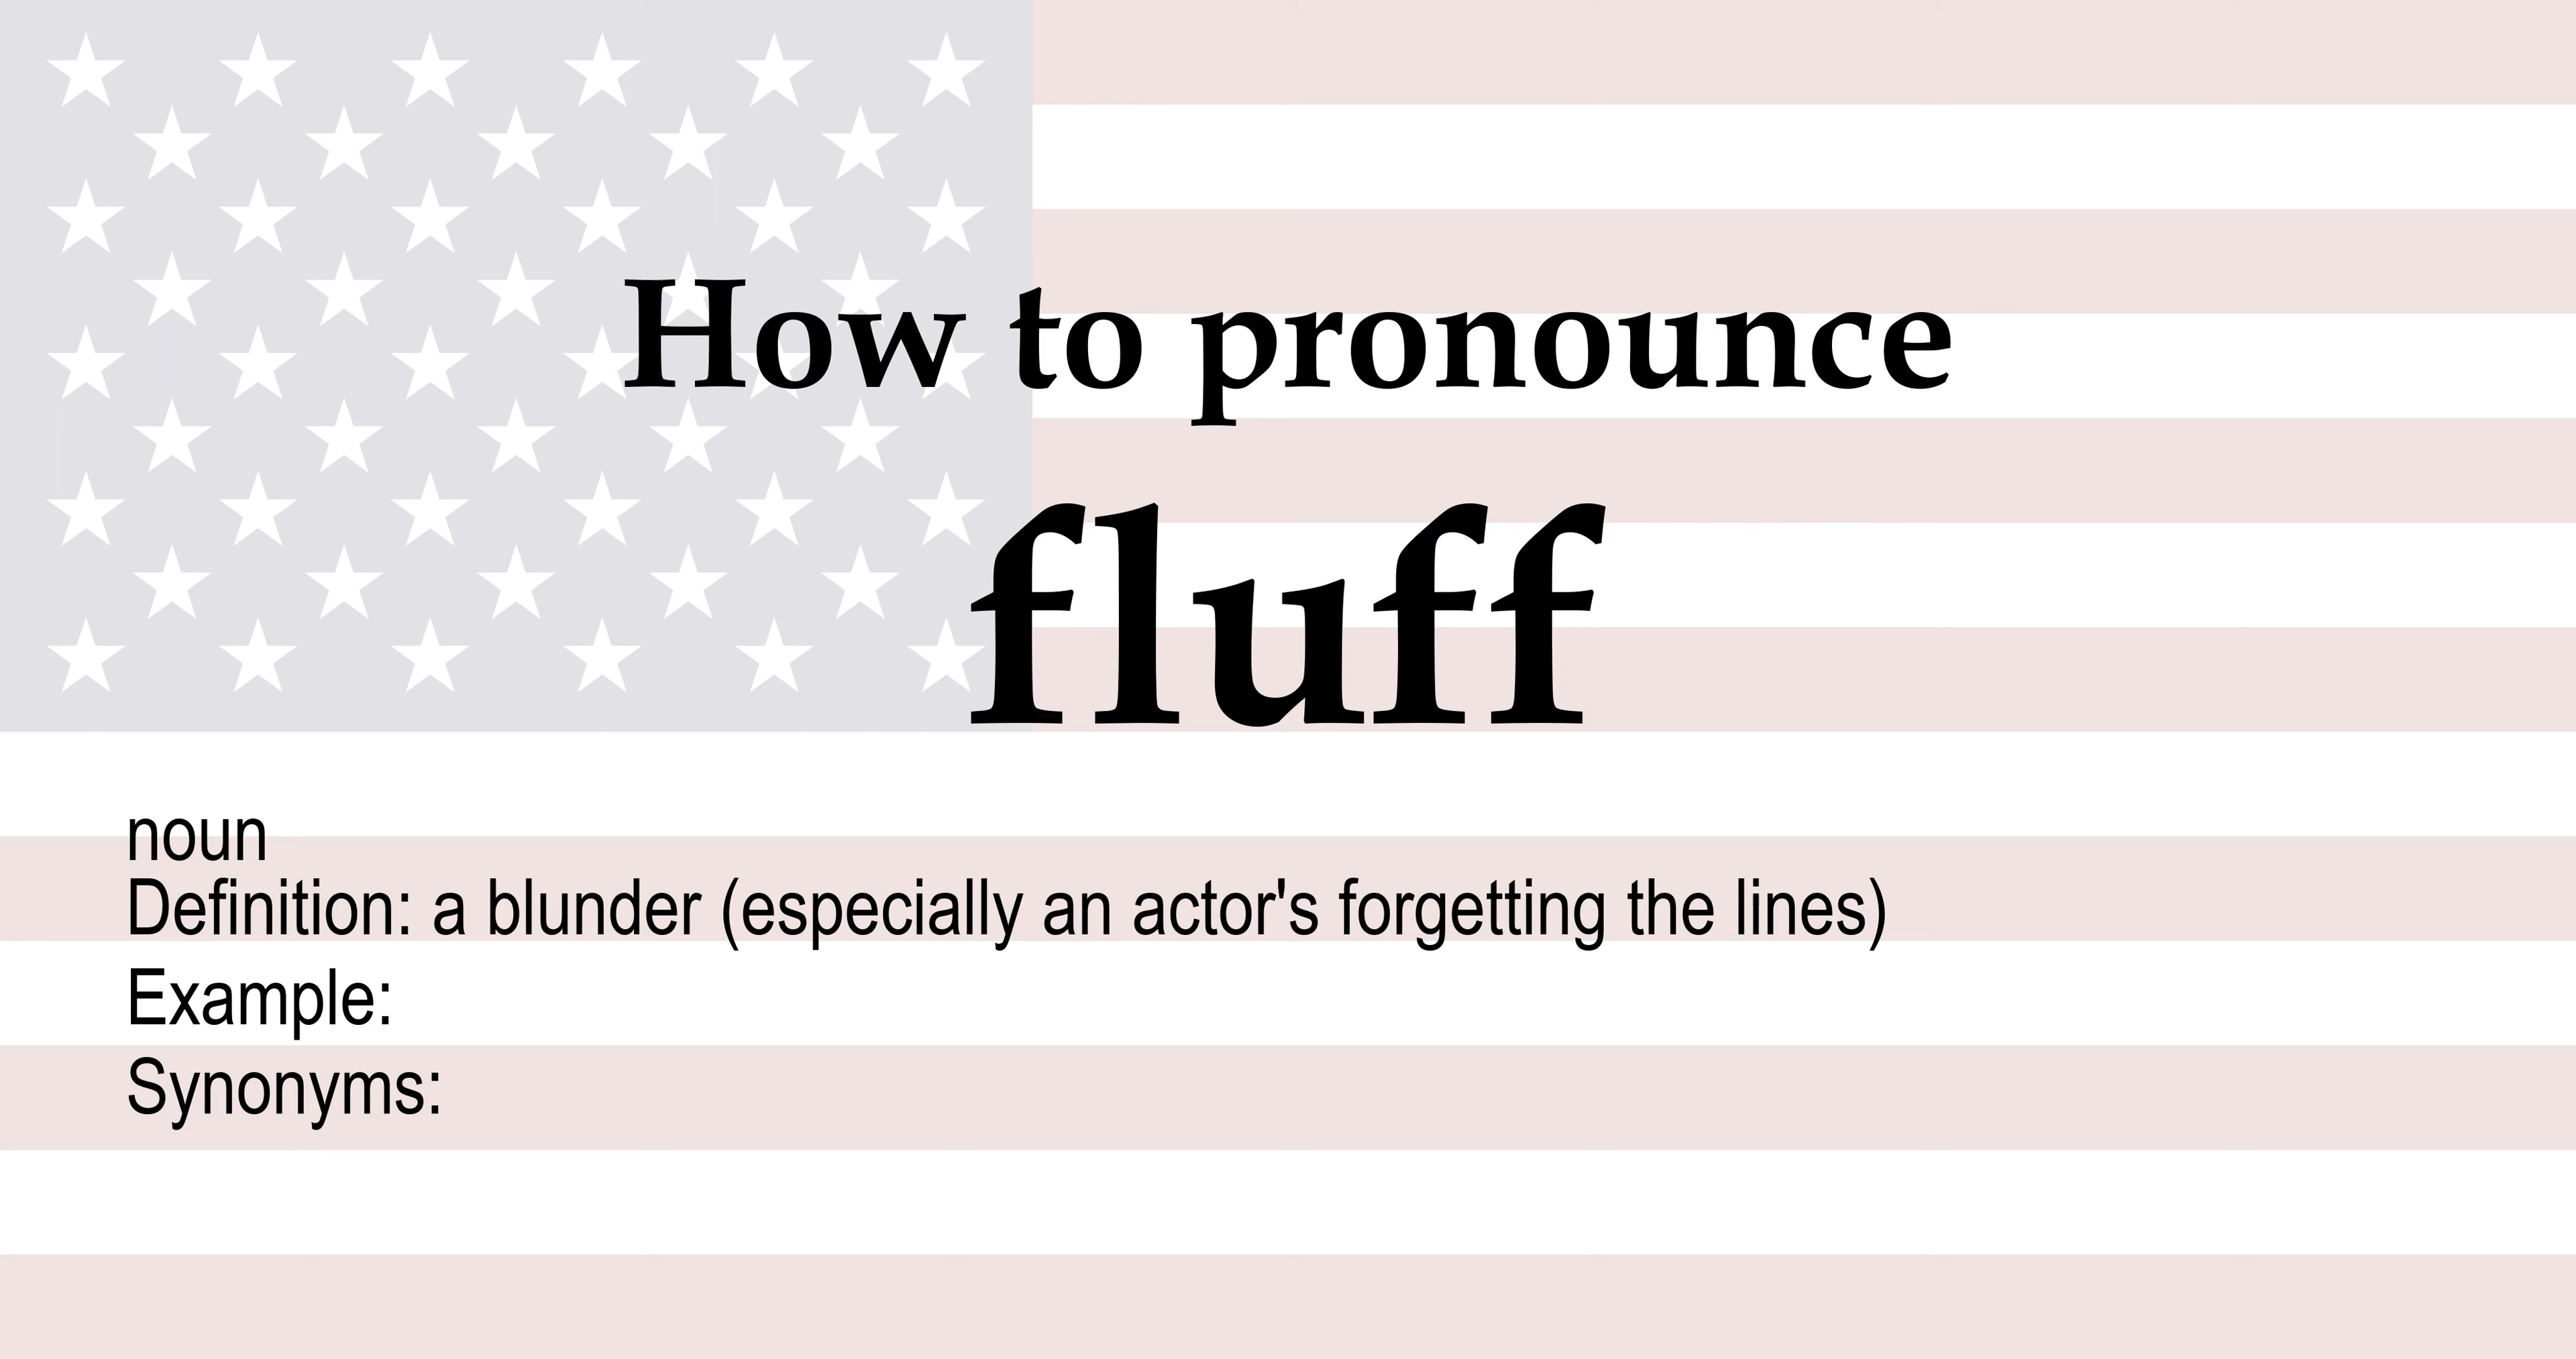 How to pronounce
fluff
noun
Definition: a blunder (especially an actor's forgetting the lines)
Example:
Synonyms: